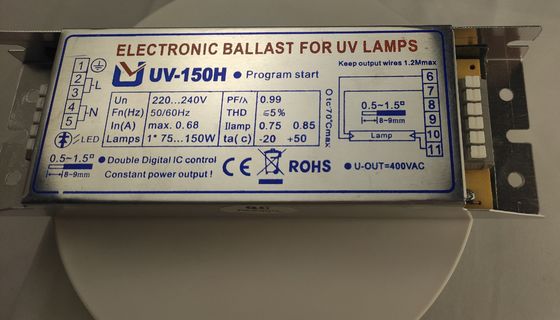 ELECTRONIC BALLAST FOR UV LAMPS
UV-150H ● Program start
Keep output wires 1.2Mmax
1
2
3
4
5
L
N
LED
Un 220...240V PF/λ 0.99
Fn(Hz) 50/60Hz THD ≤5%
In(A) max. 0.68 Ilamp 0.75 0.85
Lamps 1* 75...150W ta( c) -20 +50
O tc70℃max
0.5~1.5□
8~9mm
6
7
8
9
10
11
Lamp
0.5~1.5□
8~9mm
● Double Digital IC control
Constant power output !
CE
ROHS
● U-OUT=400VAC